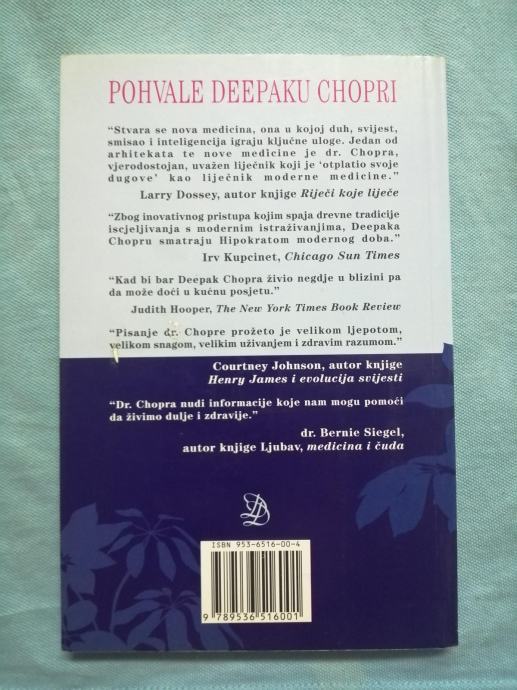 POHVALE DEEPAKU CHOPRI
“Stvara se nova medicina, ona u kojoj duh, svijest,
smisao i inteligencija igraju ključne uloge. Jedan od
arhitekata te nove medicine je dr. Chopra,
vjerodostojan, uvažen liječnik koji je ‘otplatio svoje
dugove’ kao liječnik moderne medicine.”
Larry Dossey, autor knjige Riječi koje liječe
“Zbog inovativnog pristupa kojim spaja drevne tradicije
iscjeljivanja s modernim istraživanjima, Deepaka
Chopru smatraju Hipokratom modernog doba.”
Irv Kupcinet, Chicago Sun Times
“Kad bi bar Deepak Chopra živio negdje u blizini pa
da može doći u kućnu posjetu.”
Judith Hooper, The New York Times Book Review
“Pisanje dr. Chopre prožeto je velikom ljepotom,
velikom snagom, velikim uživanjem i zdravim razumom.”
Courtney Johnson, autor knjige
Henry James i evolucija svijesti
“Dr. Chopra nudi informacije koje nam mogu pomoći
da živimo dulje i zdravije.”
dr. Bernie Siegel,
autor knjige Ljubav, medicina i čuda
ISBN 953-6516-00-4
9 789536 516001